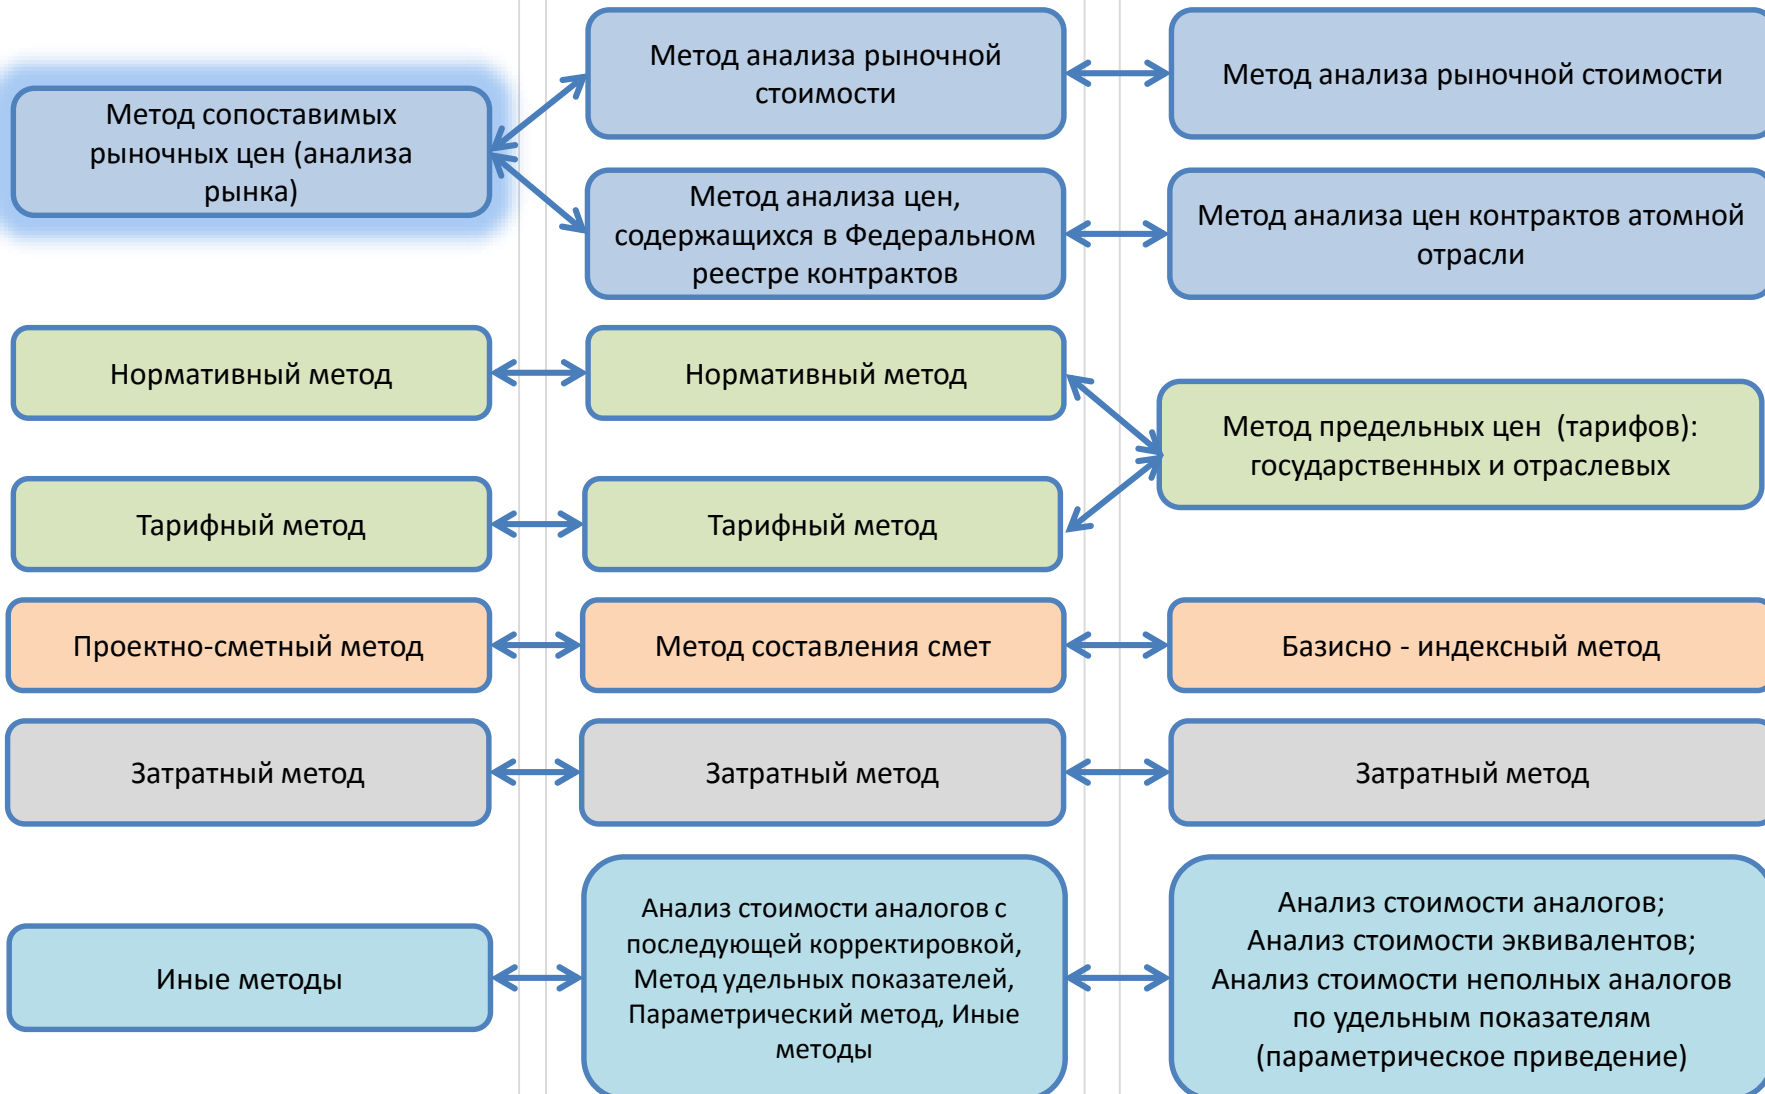 Метод сопоставимых
рыночных цен (анализа
рынка)
Метод анализа рыночной
стоимости
Метод анализа рыночной стоимости
Метод анализа цен,
содержащихся в Федеральном
реестре контрактов
Метод анализа цен контрактов атомной
отрасли
Нормативный метод
Нормативный метод
Метод предельных цен (тарифов):
государственных и отраслевых
Тарифный метод
Тарифный метод
Проектно-сметный метод
Метод составления смет
Базисно - индексный метод
Затратный метод
Затратный метод
Затратный метод
Иные методы
Анализ стоимости аналогов с
последующей корректировкой,
Метод удельных показателей,
Параметрический метод, Иные
методы
Анализ стоимости аналогов;
Анализ стоимости эквивалентов;
Анализ стоимости неполных аналогов
по удельным показателям
(параметрическое приведение)